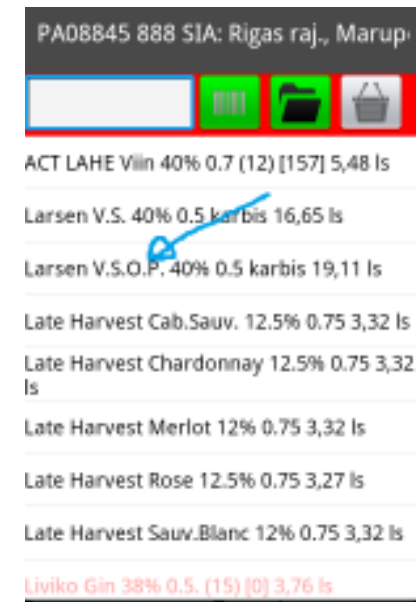 PA08845 888 SIA: Rigas raj., Marup
ACT LAHE Viin 40% 0.7 (12) [157] 5,48 ls
Larsen V.S. 40% 0.5 karbis 16,65 ls
Larsen V.S.O.P. 40% 0.5 karbis 19,11 ls
Late Harvest Cab.Sauv. 12.5% 0.75 3,32 ls
Late Harvest Chardonnay 12.5% 0.75 3,32
ls
Late Harvest Merlot 12% 0.75 3,32 ls
Late Harvest Rose 12.5% 0.75 3,27 ls
Late Harvest Sauv.Blanc 12% 0.75 3,32 ls
Liviko Gin 38% 0.5. (15) [0] 3,76 ls